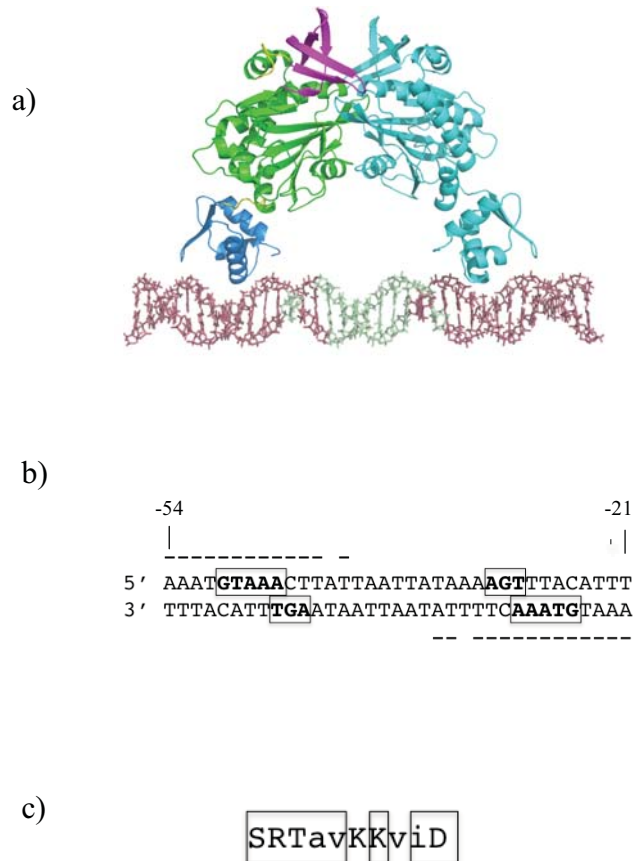 a)
b)
-54 -21
5' AAATGTAAACTTATTAATTATAAAAGTTTACATTT
3' TTTACATTTGAATAATTAATATTTTCAAATGTAAA
c) SRTavKKviD